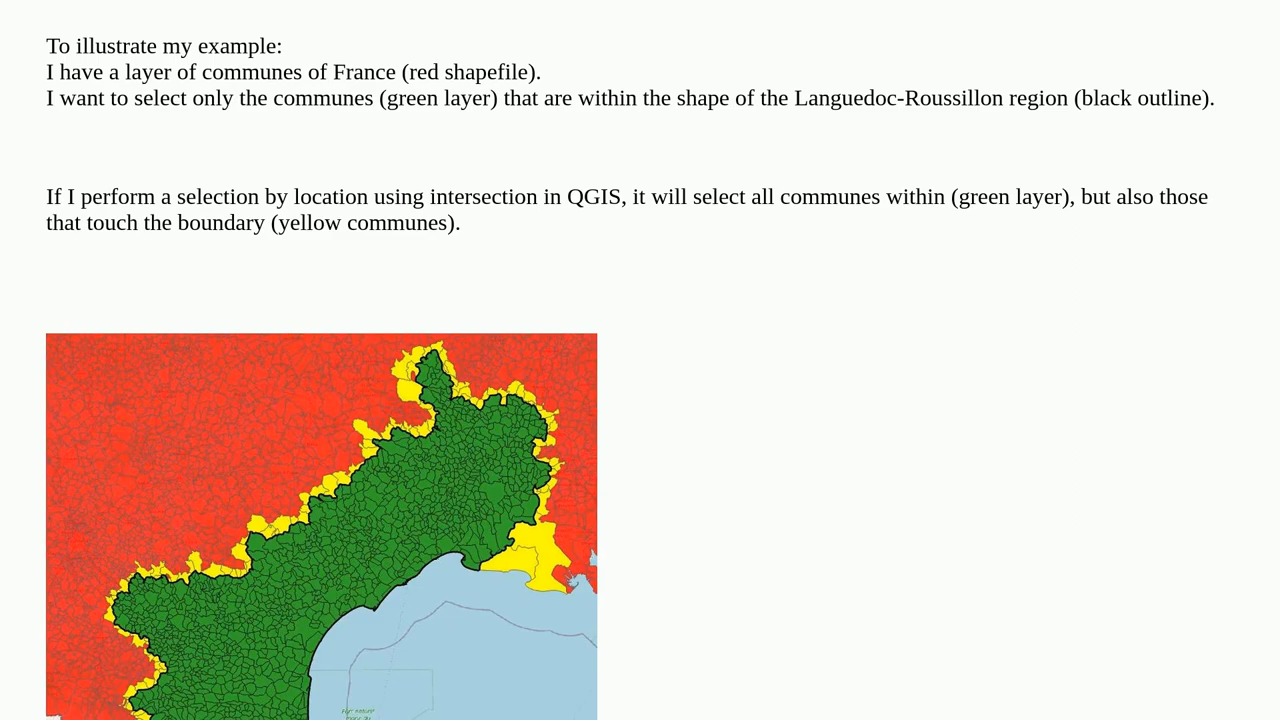 To illustrate my example:
I have a layer of communes of France (red shapefile).
I want to select only the communes (green layer) that are within the shape of the Languedoc-Roussillon region (black outline).
If I perform a selection by location using intersection in QGIS, it will select all communes within (green layer), but also those
that touch the boundary (yellow communes).